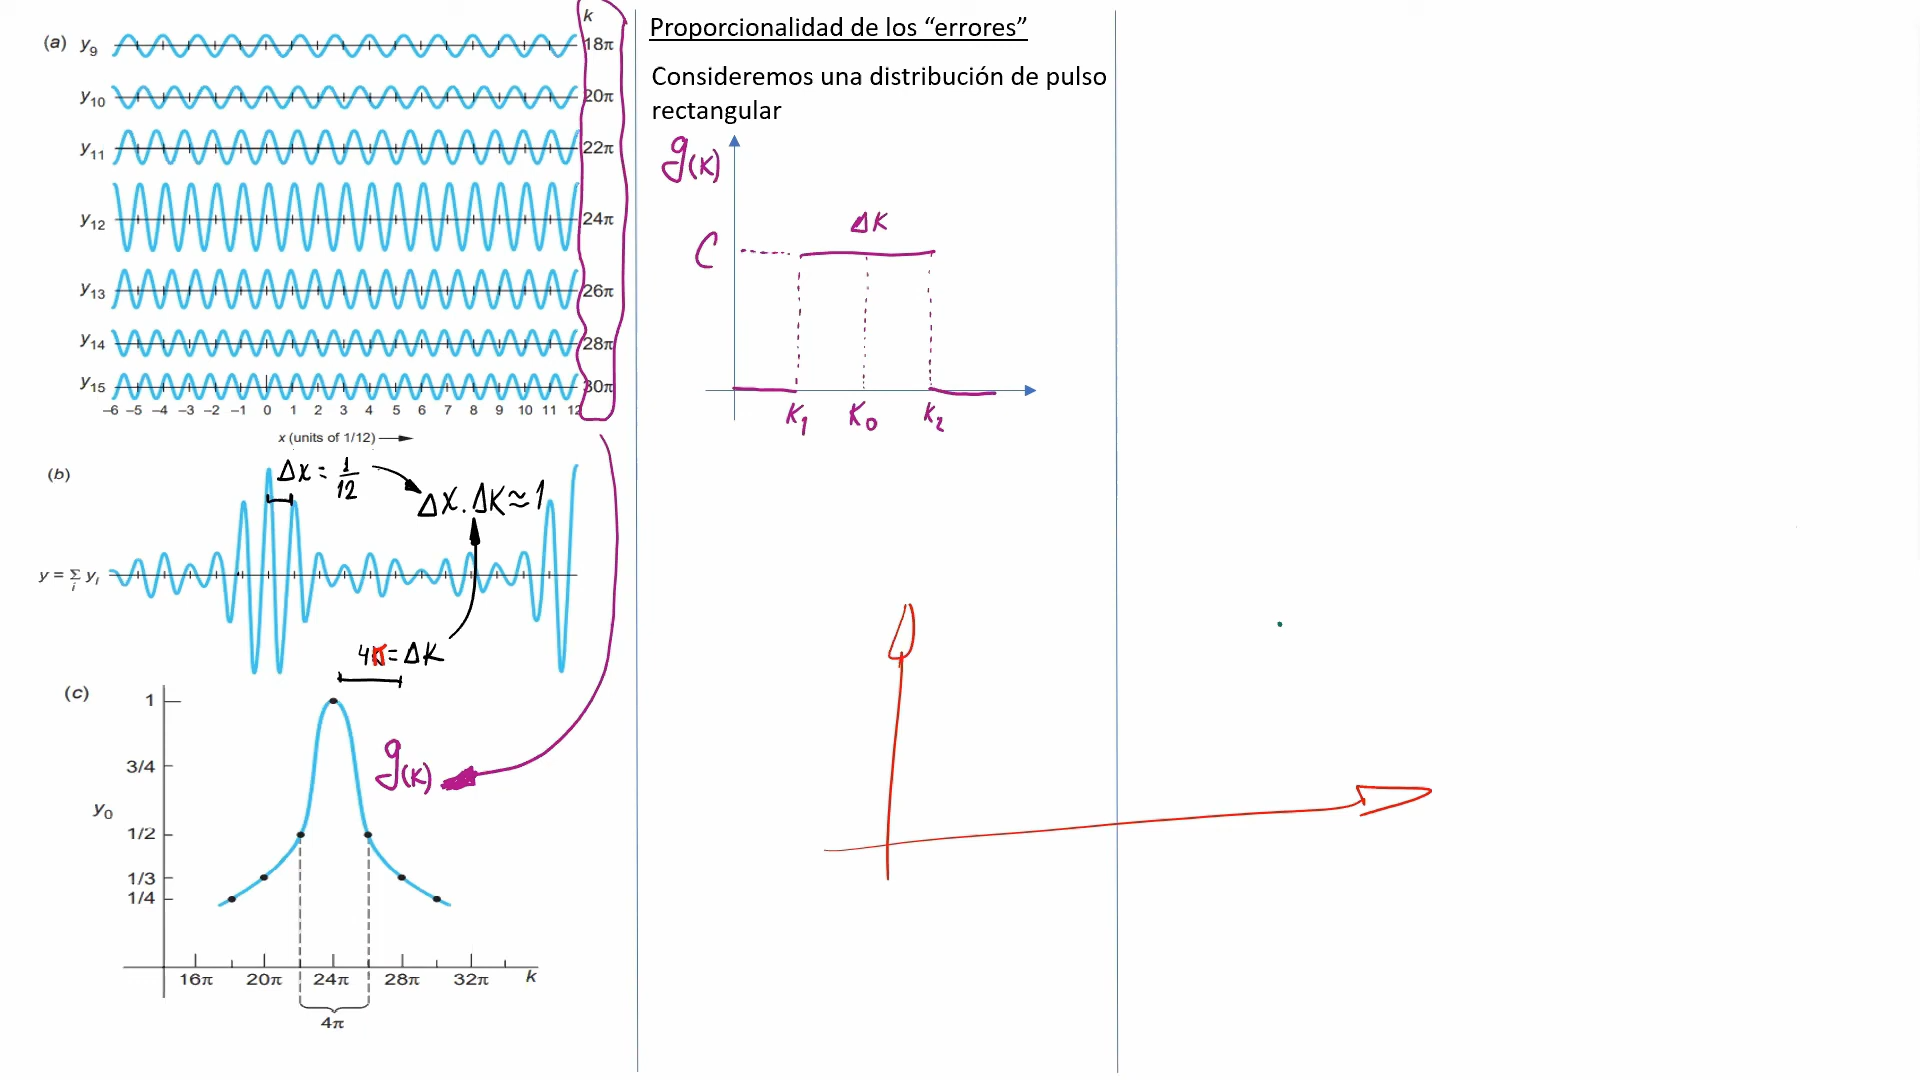 k
(a) y9 18π
y10 20π
y11 22π
y12 24π
y13 26π
y14 28π
y15 30π
−6 −5 −4 −3 −2 −1 0 1 2 3 4 5 6 7 8 9 10 11 12
x (units of 1/12)
(b)
Δx = 1/12
Δx.Δk≈1
y = Σ yi
i
4π=Δk
(c)
1
3/4
g(k)
y0
1/2
1/3
1/4
16π 20π 24π 28π 32π k
4π
Proporcionalidad de los “errores”
Consideremos una distribución de pulso
rectangular
g(k)
Δk
C
k1 k0 k2